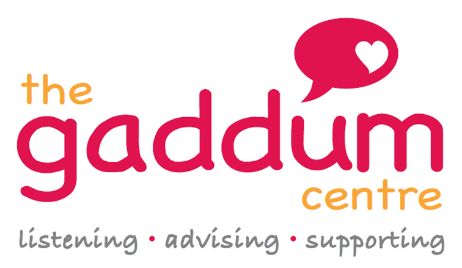 the
gaddum
centre
listening • advising • supporting